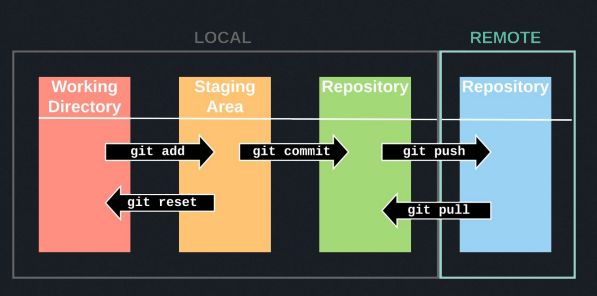 LOCAL
REMOTE
Working
Directory
Staging
Area
Repository
Repository
git add
git commit
git push
git reset
git pull